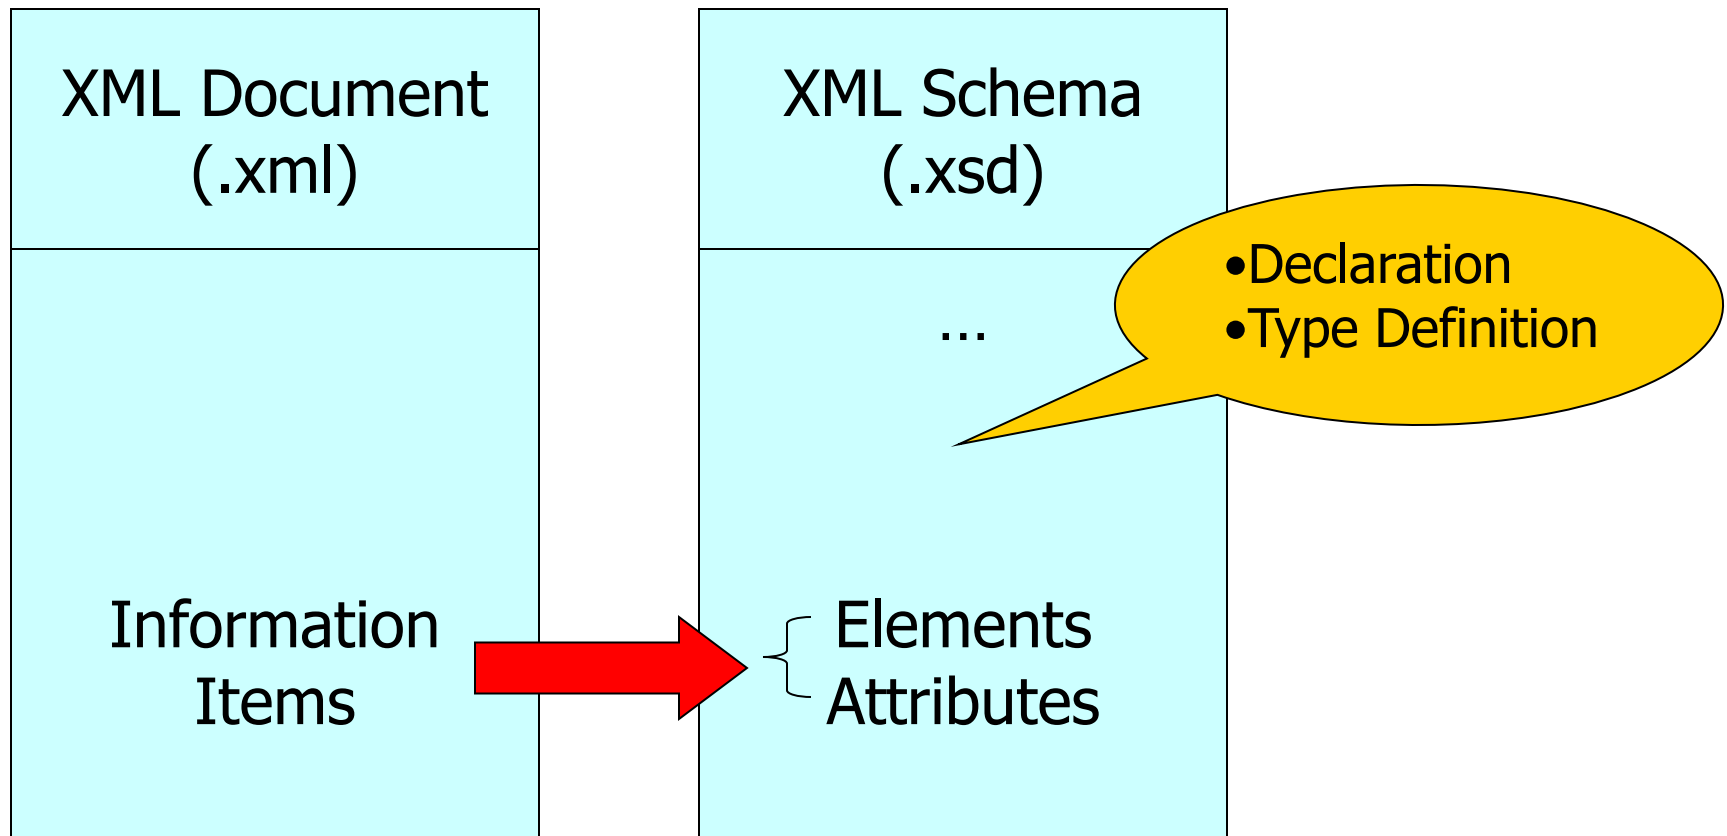 XML Document
(.xml)
Information
Items
XML Schema
(.xsd)
...
Elements
Attributes
•Declaration
•Type Definition